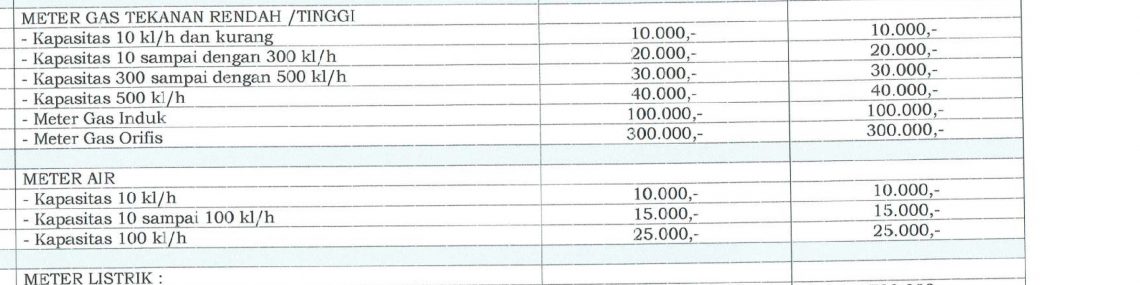 METER GAS TEKANAN RENDAH /TINGGI
- Kapasitas 10 kl/h dan kurang 10.000,- 10.000,-
- Kapasitas 10 sampai dengan 300 kl/h 20.000,- 20.000,-
- Kapasitas 300 sampai dengan 500 kl/h 30.000,- 30.000,-
- Kapasitas 500 kl/h 40.000,- 40.000,-
- Meter Gas Induk 100.000,- 100.000,-
- Meter Gas Orifis 300.000,- 300.000,-
METER AIR
- Kapasitas 10 kl/h 10.000,- 10.000,-
- Kapasitas 10 sampai 100 kl/h 15.000,- 15.000,-
- Kapasitas 100 kl/h 25.000,- 25.000,-
METER LISTRIK :